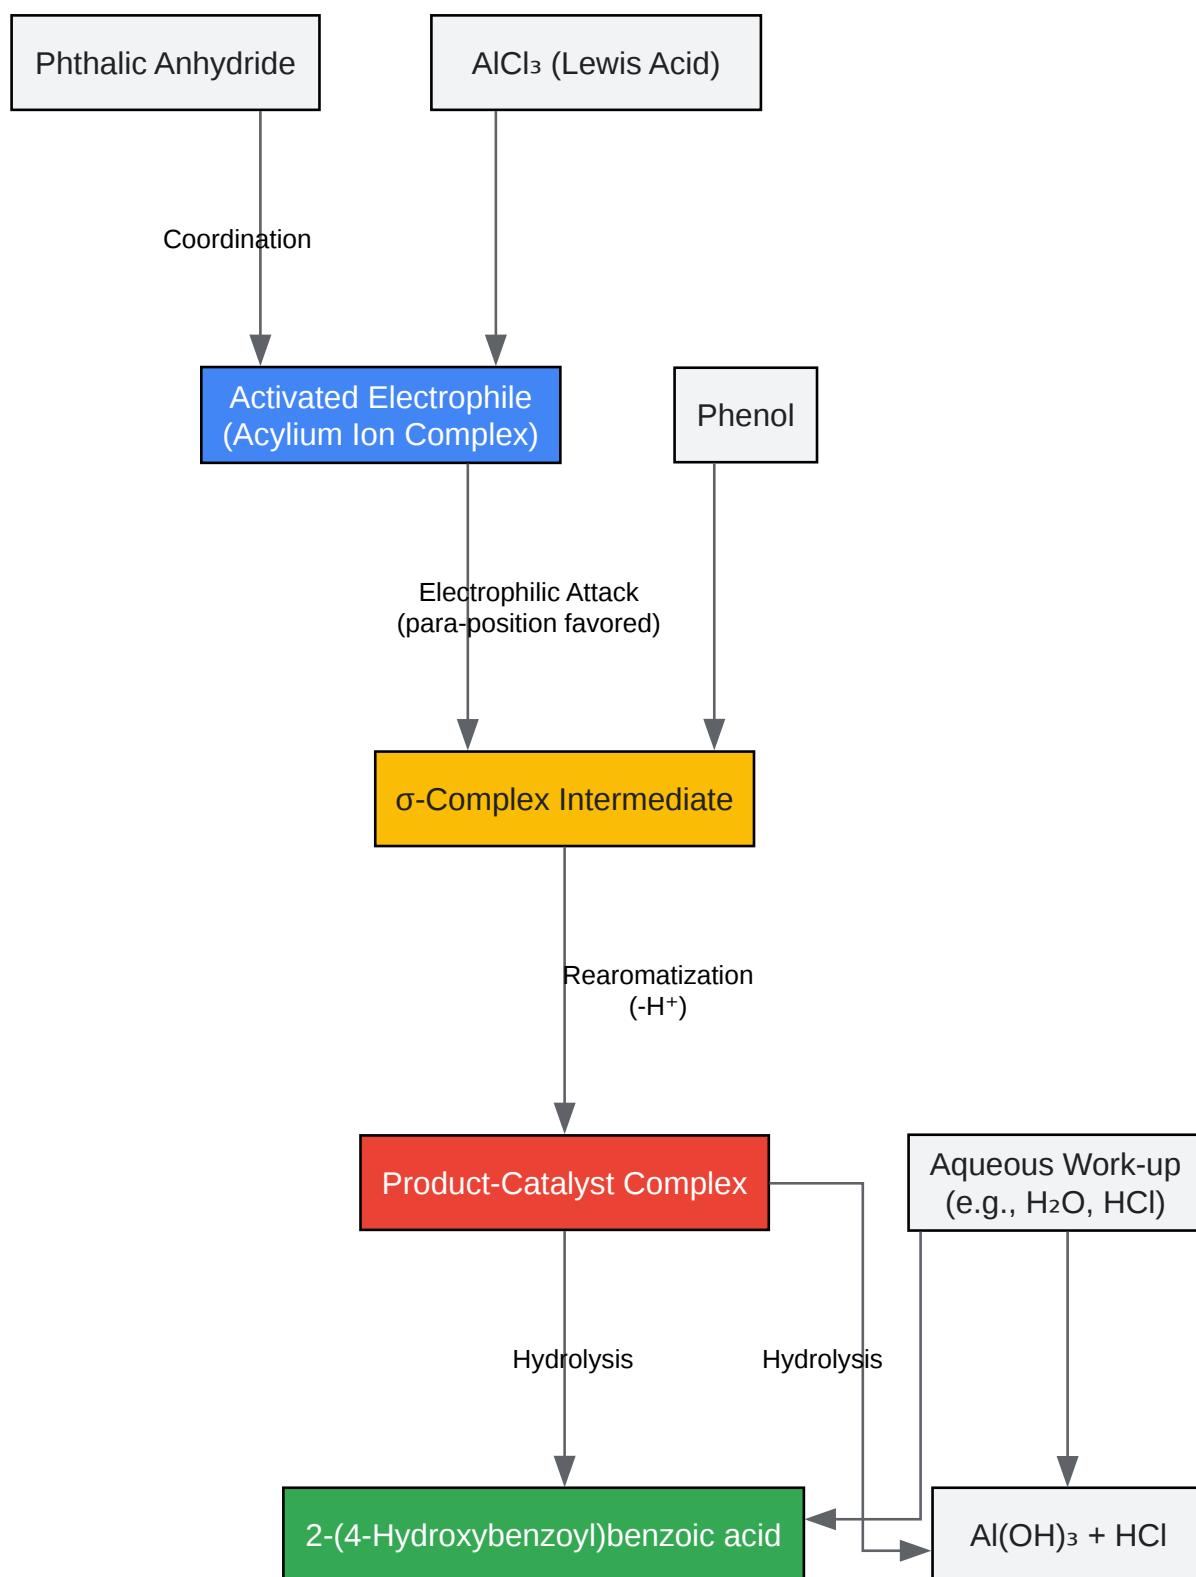 Phthalic Anhydride
AlCl₃ (Lewis Acid)
Coordination
Activated Electrophile
(Acylium Ion Complex)
Phenol
Electrophilic Attack
(para-position favored)
σ-Complex Intermediate
Rearomatization
(-H⁺)
Product-Catalyst Complex
Aqueous Work-up
(e.g., H₂O, HCl)
Hydrolysis
Hydrolysis
2-(4-Hydroxybenzoyl)benzoic acid
Al(OH)₃ + HCl